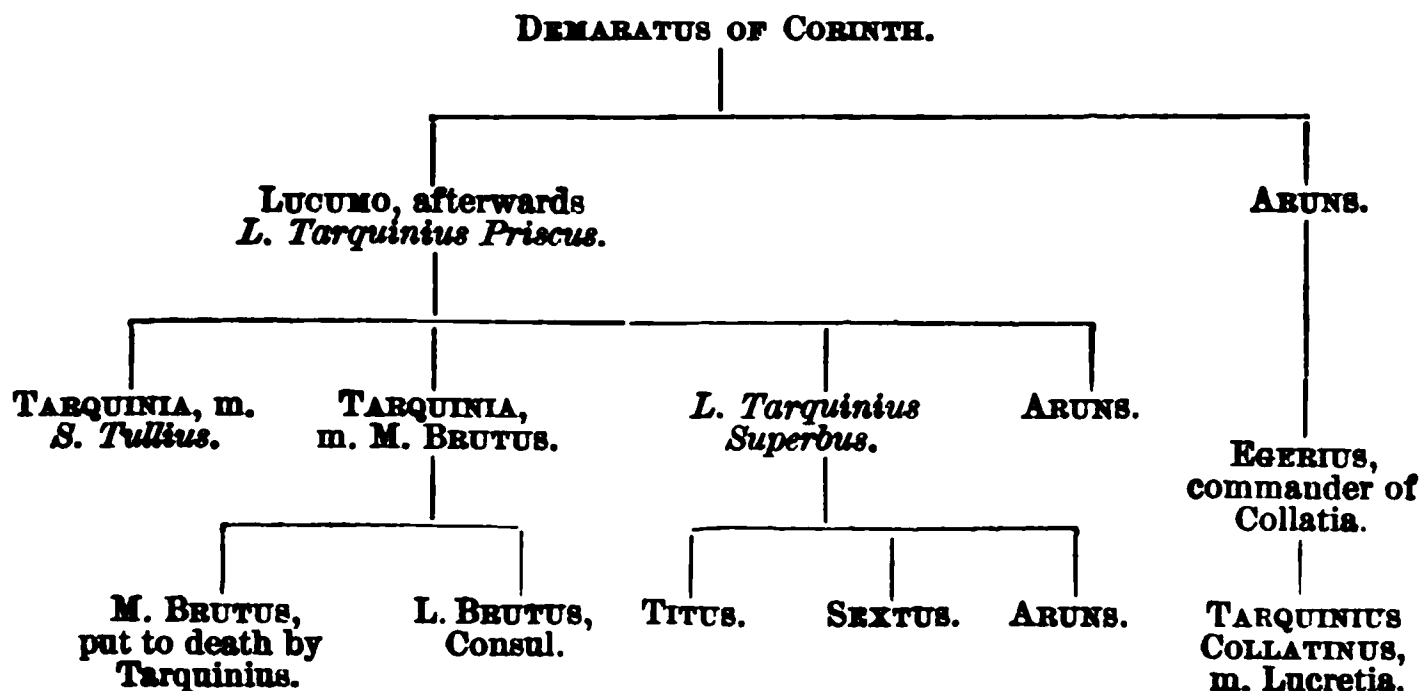 DEMARATUS OF CORINTH.
LUCUMO, afterwards
L. Tarquinius Priscus.
ARUNS.
TARQUINIA, m.
S. Tullius.
TARQUINIA,
m. M. BRUTUS.
L. Tarquinius
Superbus.
ARUNS.
EGERIUS,
commander of
Collatia.
M. BRUTUS,
put to death by
Tarquinius.
L. BRUTUS,
Consul.
TITUS.
SEXTUS.
ARUNS.
TARQUINIUS
COLLATINUS,
m. Lucretia.